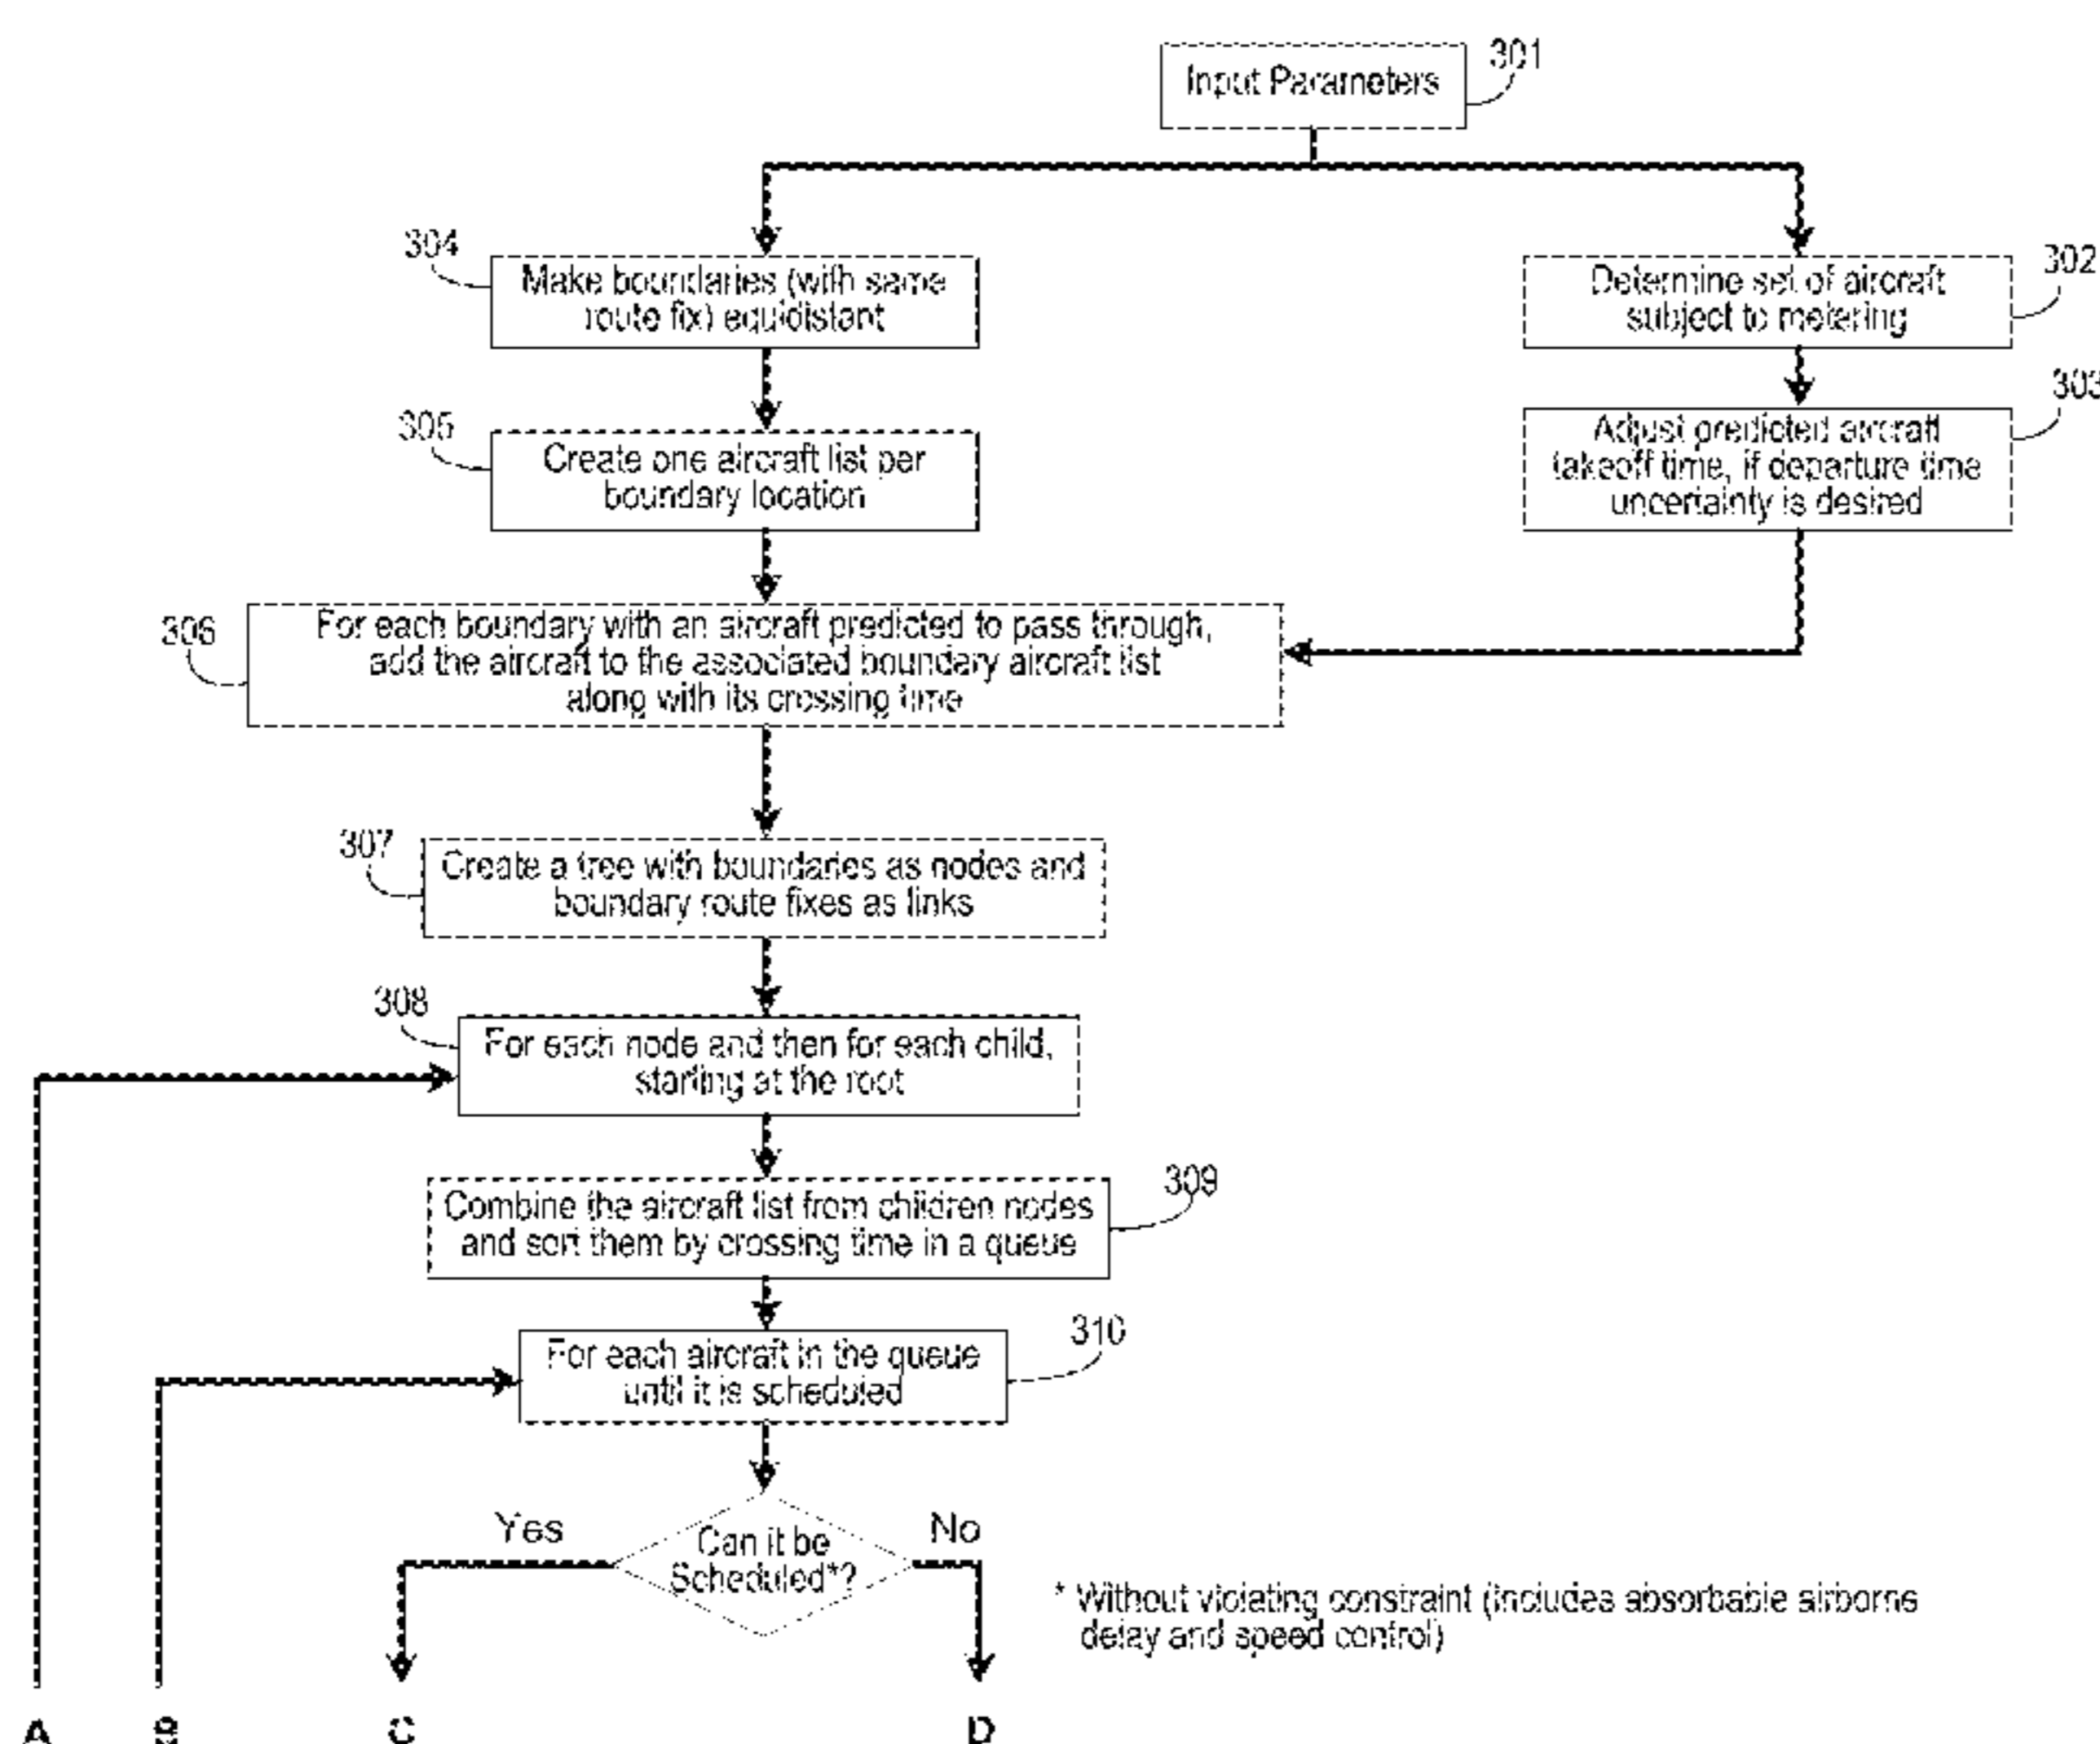 Input Parameters
301
304
Make boundaries (with same
route fix) equidistant
302
Determine set of aircraft
subject to metering
305
Create one aircraft list per
boundary location
303
Adjust predicted aircraft
takeoff time, if departure time
uncertainty is desired
306
For each boundary with an aircraft predicted to pass through,
add the aircraft to the associated boundary aircraft list
along with its crossing time
307
Create a tree with boundaries as nodes and
boundary route fixes as links
308
For each node and then for each child,
starting at the root
309
Combine the aircraft list from children nodes
and sort them by crossing time in a queue
310
For each aircraft in the queue
until it is scheduled
Yes
Can it be
Scheduled*?
No
* Without violating constraint (includes absorbable airborne
delay and speed control)
A
B
C
D